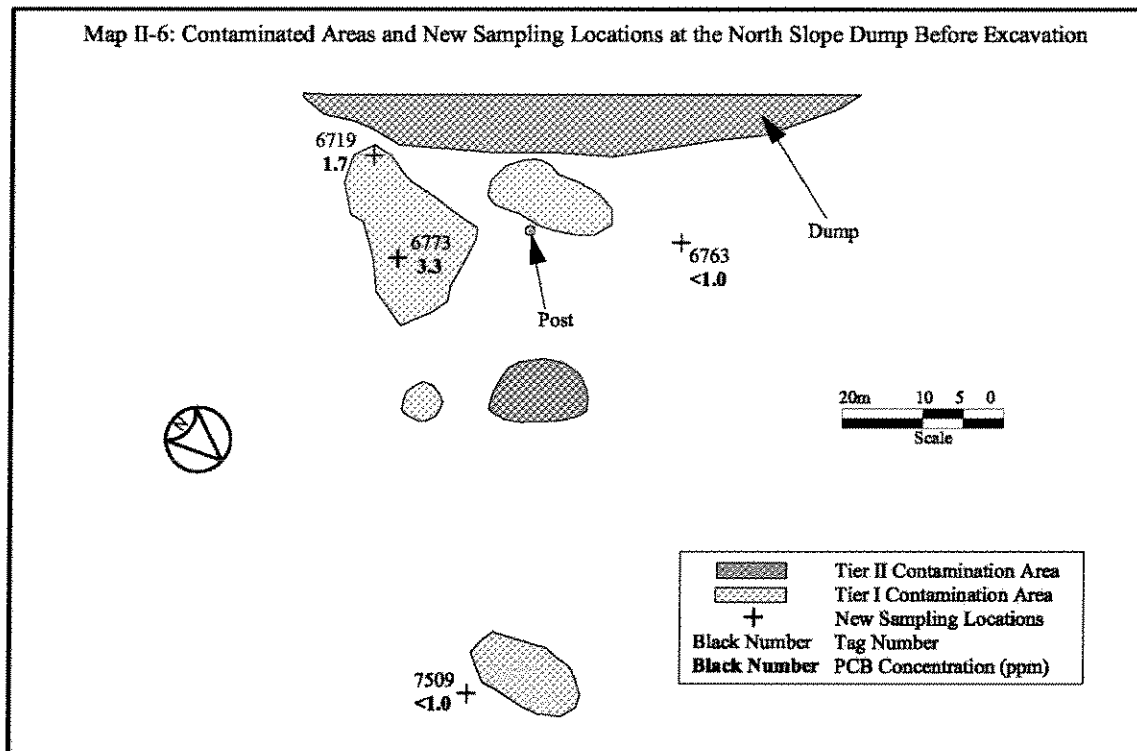 Map II-6: Contaminated Areas and New Sampling Locations at the North Slope Dump Before Excavation
6719
1.7
6773
3.3
6763
<1.0
Dump
Post
N
20m 10 5 0
Scale
Tier II Contamination Area
Tier I Contamination Area
New Sampling Locations
Black Number Tag Number
Black Number PCB Concentration (ppm)
7509
<1.0